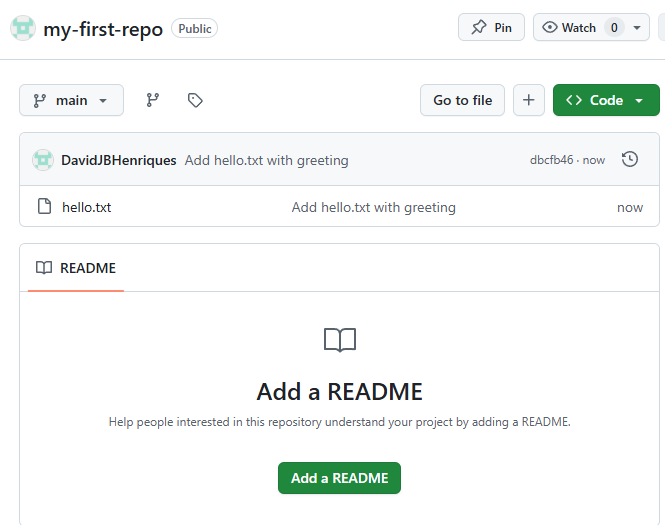 my-first-repo Public Pin Watch 0
main Go to file Code
DavidJBHenriques Add hello.txt with greeting dbcfb46 · now
hello.txt Add hello.txt with greeting now
README
Add a README
Help people interested in this repository understand your project by adding a README.
Add a README